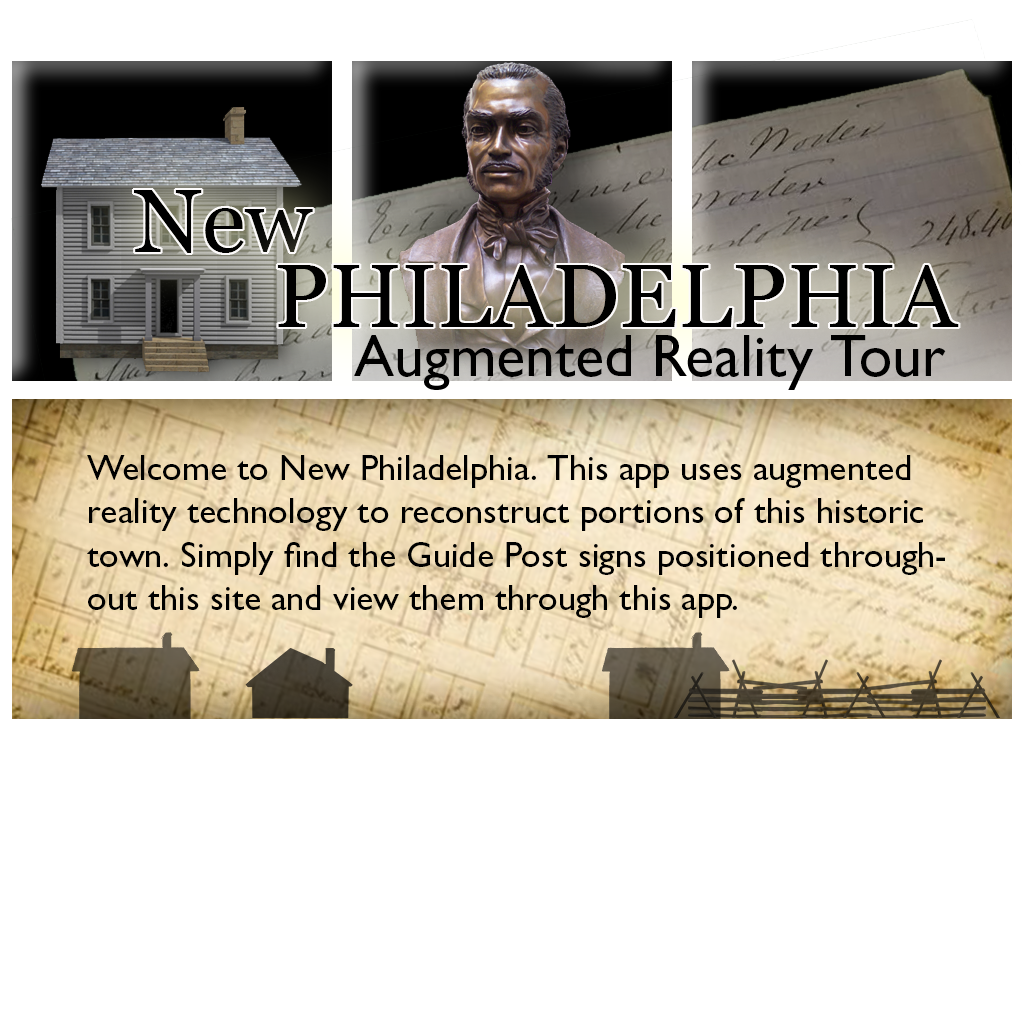 New
PHILADELPHIA
Augmented Reality Tour
248.40
Welcome to New Philadelphia. This app uses augmented
reality technology to reconstruct portions of this historic
town. Simply find the Guide Post signs positioned through-
out this site and view them through this app.